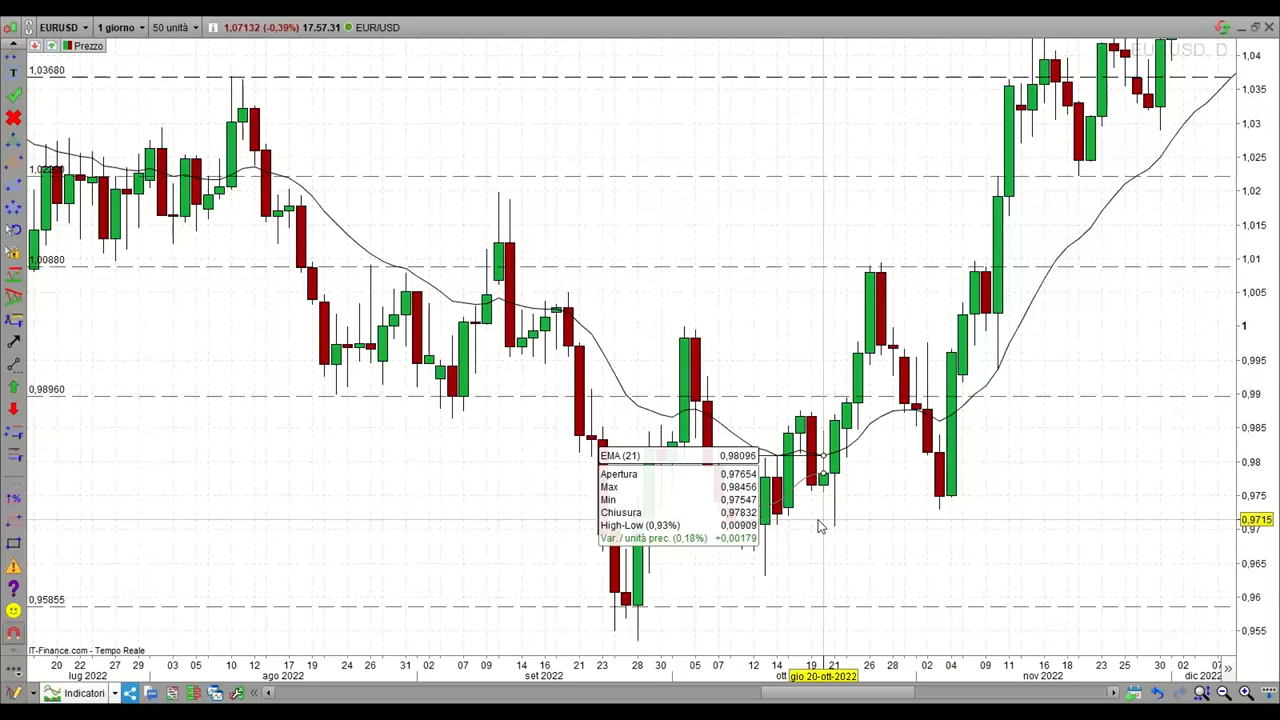 EURUSD 1 giorno 50 unità 1,07132 (-0,39%) 17.57.31 EUR/USD
Prezzo
EURUSD, D
1,03680
1,02220
1,00880
0,98960
0,95855
1,04
1,035
1,03
1,025
1,02
1,015
1,01
1,005
1
0,995
0,99
0,985
0,98
0,975
0,9715
0,97
0,965
0,96
0,955
EMA (21) 0,98096
Apertura 0,97654
Max 0,98456
Min 0,97547
Chiusura 0,97832
High-Low (0,93%) 0,00909
Var. / unità prec. (0,18%) +0,00179
IT-Finance.com - Tempo Reale
20 22 27 29 03 05 10 12 17 19 24 26 31 02 07 09 14 16 21 23 28 30 05 07 12 14 19 21 26 28 02 04 09 11 16 18 23 25 30 02 07
lug 2022 ago 2022 set 2022 ott gio 20-ott-2022 nov 2022 dic 2022
Indicatori